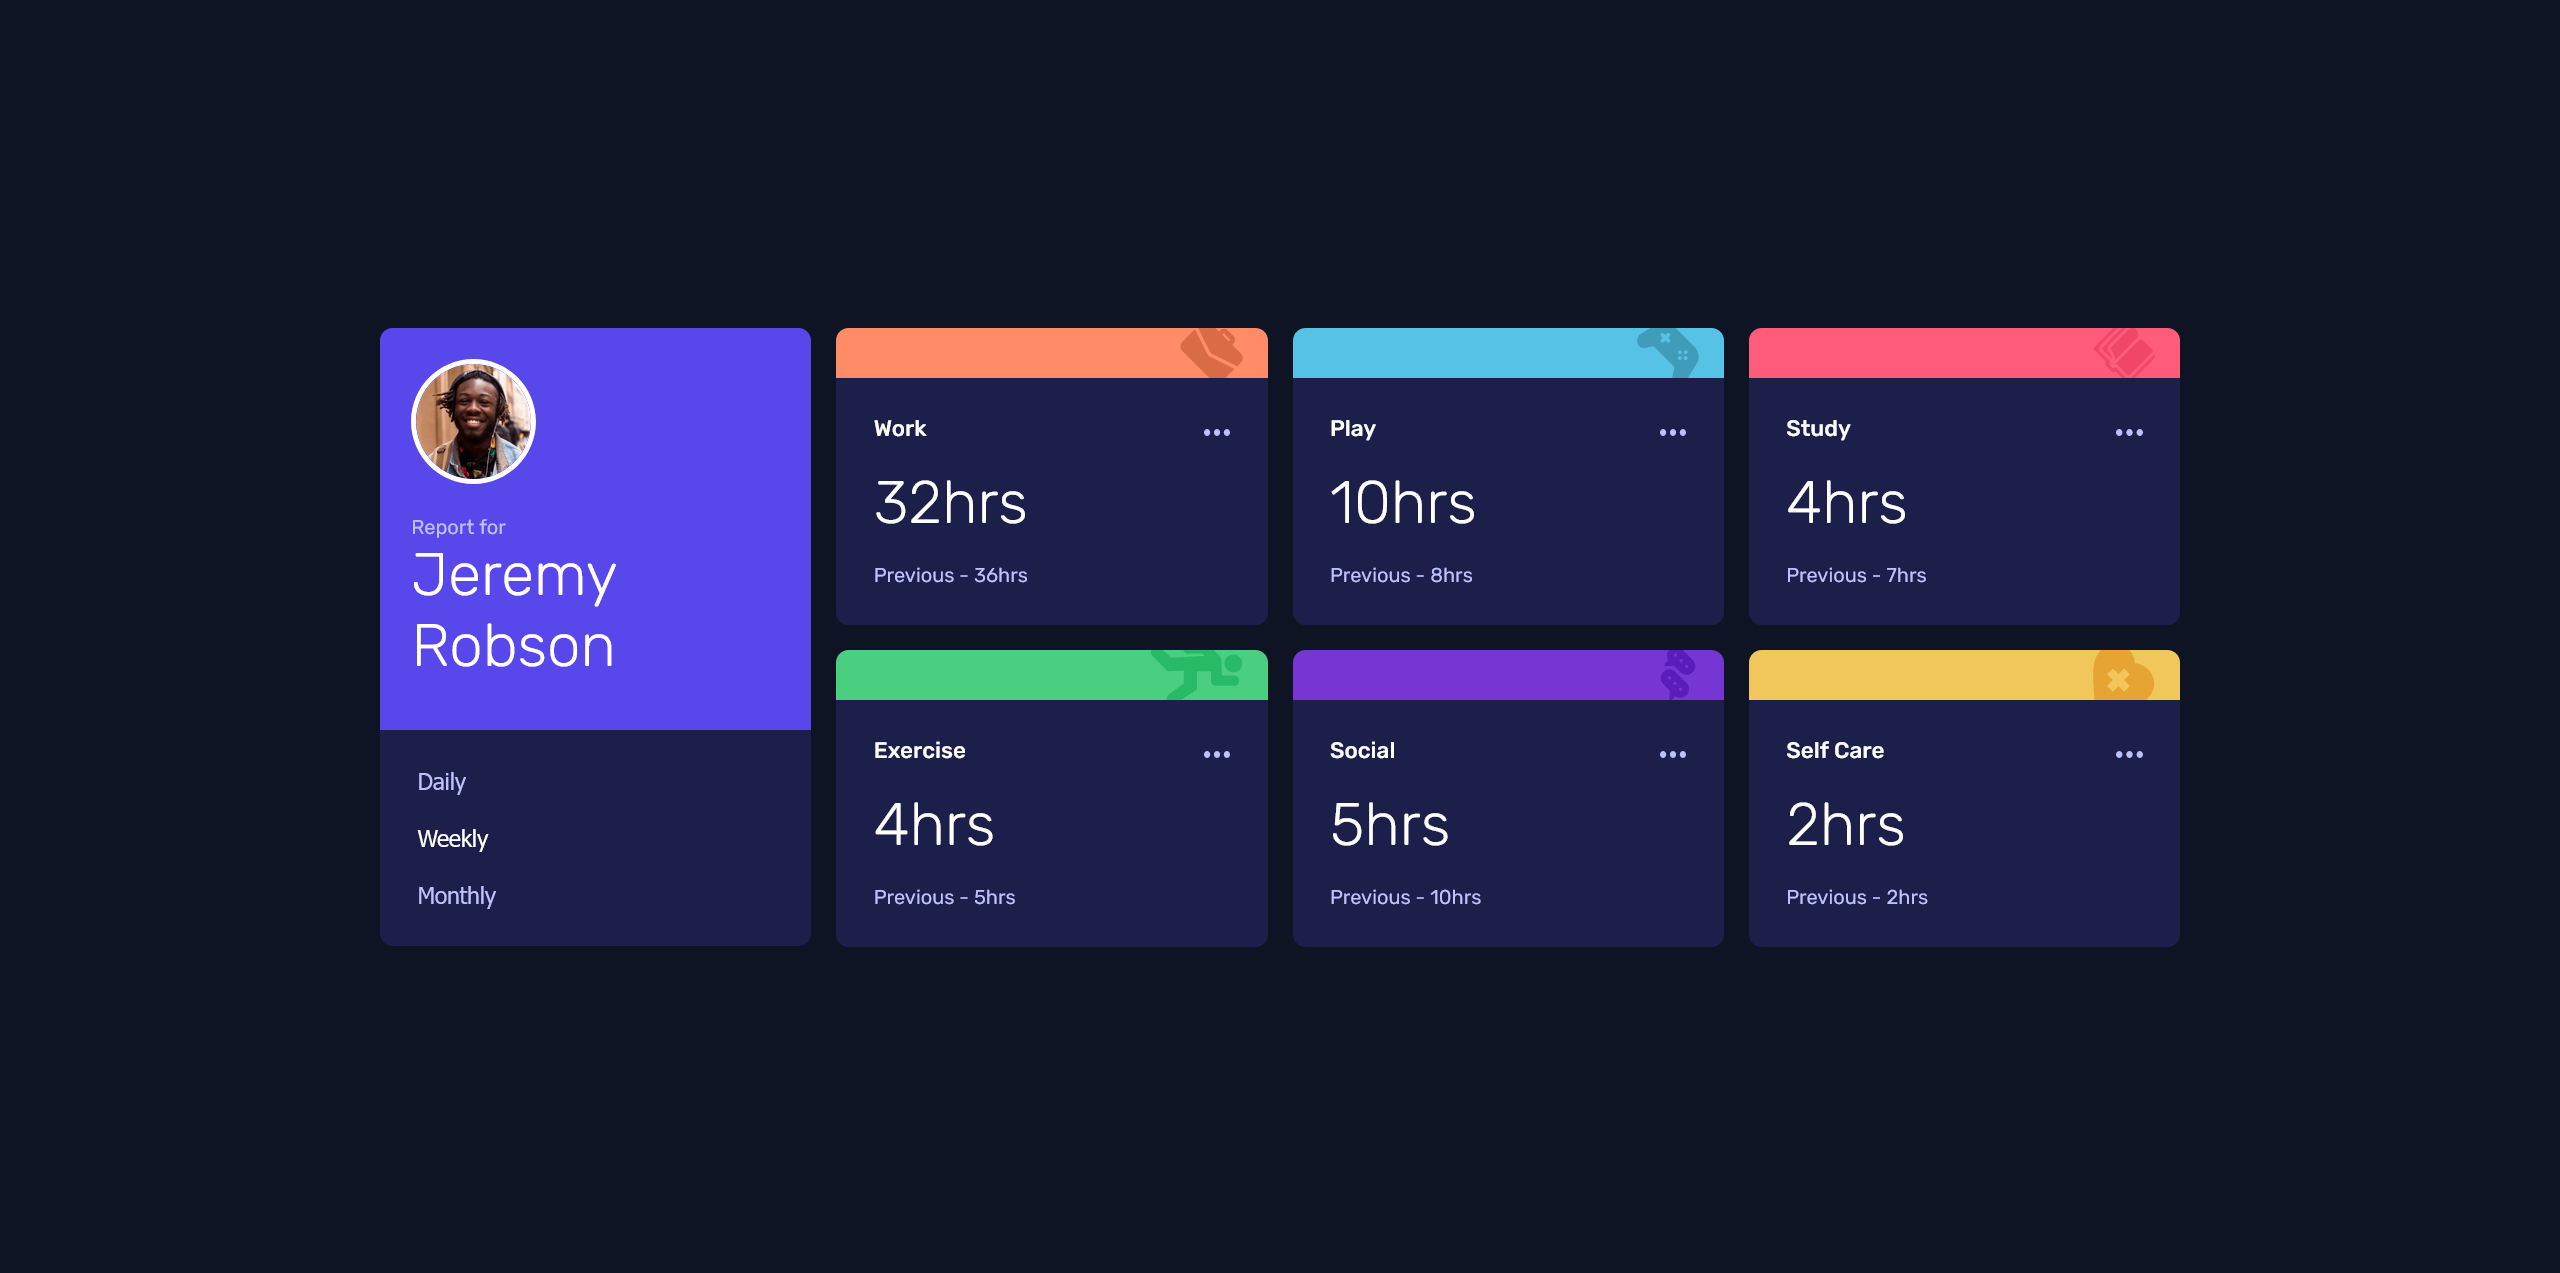 Report for
Jeremy
Robson
Daily
Weekly
Monthly
Work
32hrs
Previous - 36hrs
Play
10hrs
Previous - 8hrs
Study
4hrs
Previous - 7hrs
Exercise
4hrs
Previous - 5hrs
Social
5hrs
Previous - 10hrs
Self Care
2hrs
Previous - 2hrs